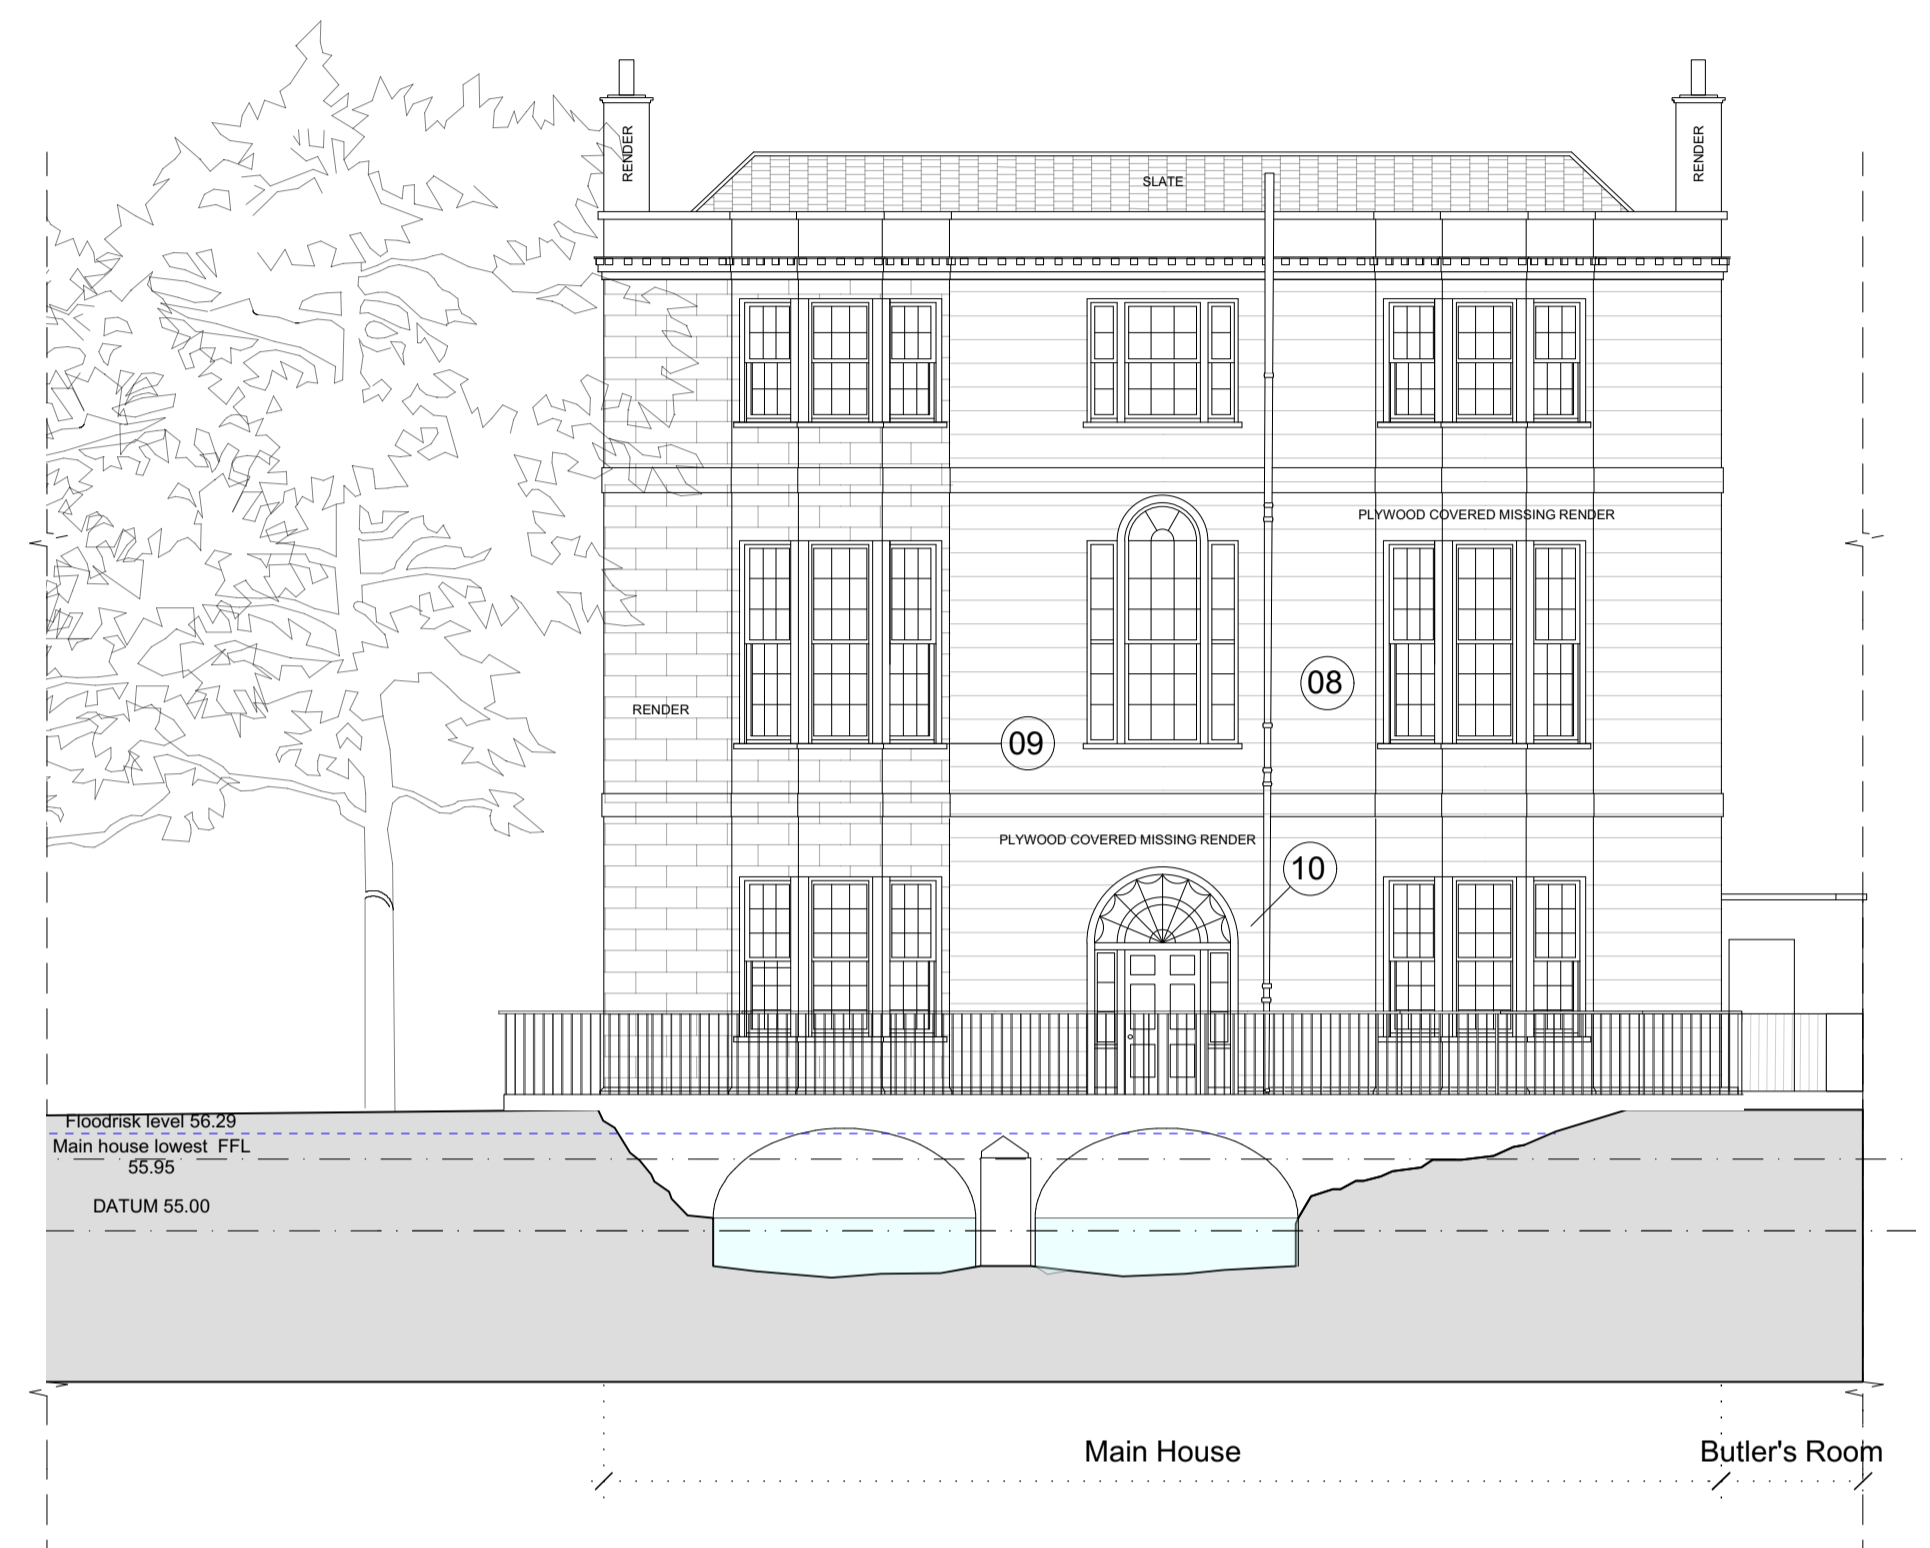 RENDER
RENDER
SLATE
PLYWOOD COVERED MISSING RENDER
08
RENDER
09
PLYWOOD COVERED MISSING RENDER
10
Floodrisk level 56.29
Main house lowest FFL
55.95
DATUM 55.00
Main House
Butler's Room